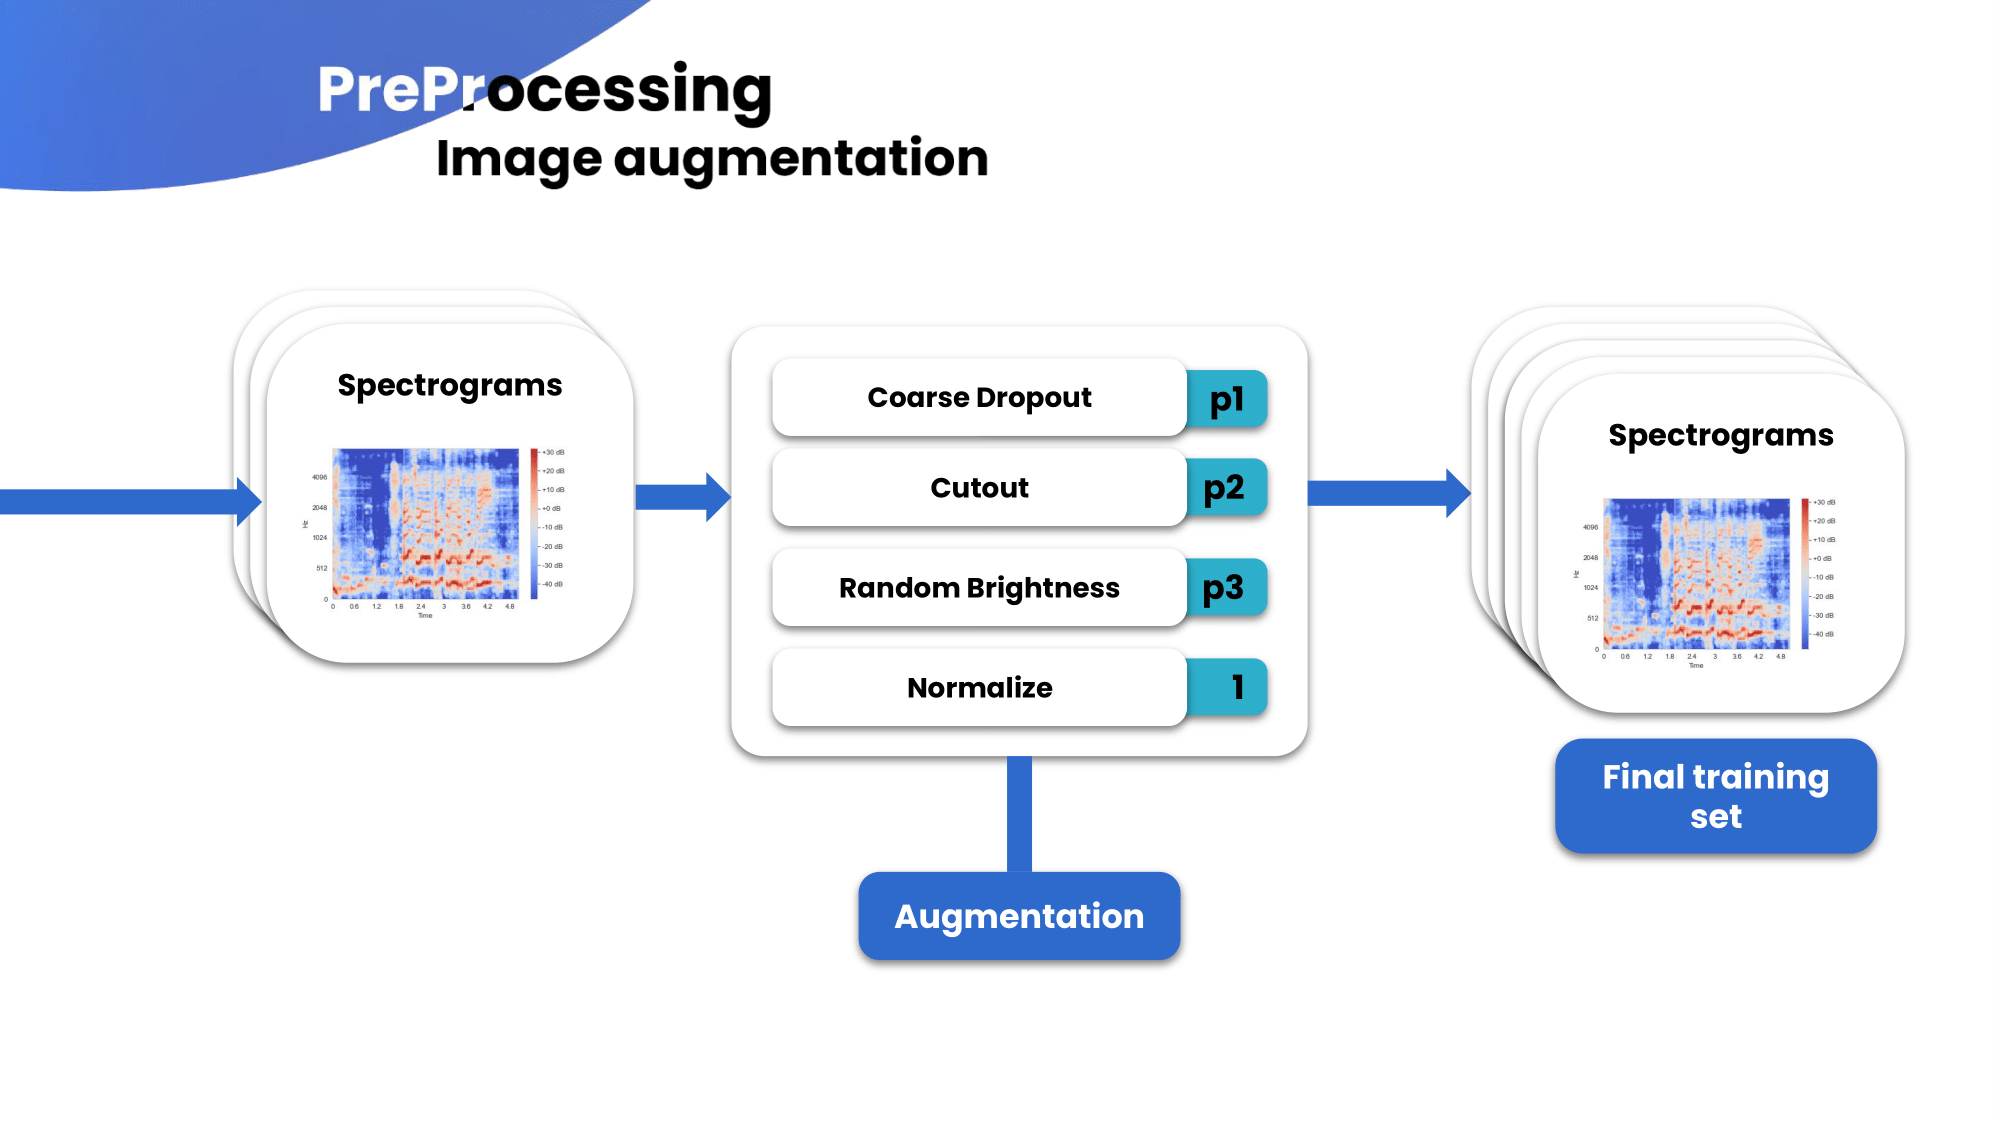 PreProcessing
Image augmentation
Spectrograms
+30 dB
+20 dB
+10 dB
+0 dB
-10 dB
-20 dB
-30 dB
-40 dB
4096
2048
1024
512
0
Hz
0 0.6 1.2 1.8 2.4 3 3.6 4.2 4.8
Time
Coarse Dropout p1
Cutout p2
Random Brightness p3
Normalize 1
Augmentation
Spectrograms
+30 dB
+20 dB
+10 dB
+0 dB
-10 dB
-20 dB
-30 dB
-40 dB
4096
2048
1024
512
0
Hz
0 0.6 1.2 1.8 2.4 3 3.6 4.2 4.8
Time
Final training
set